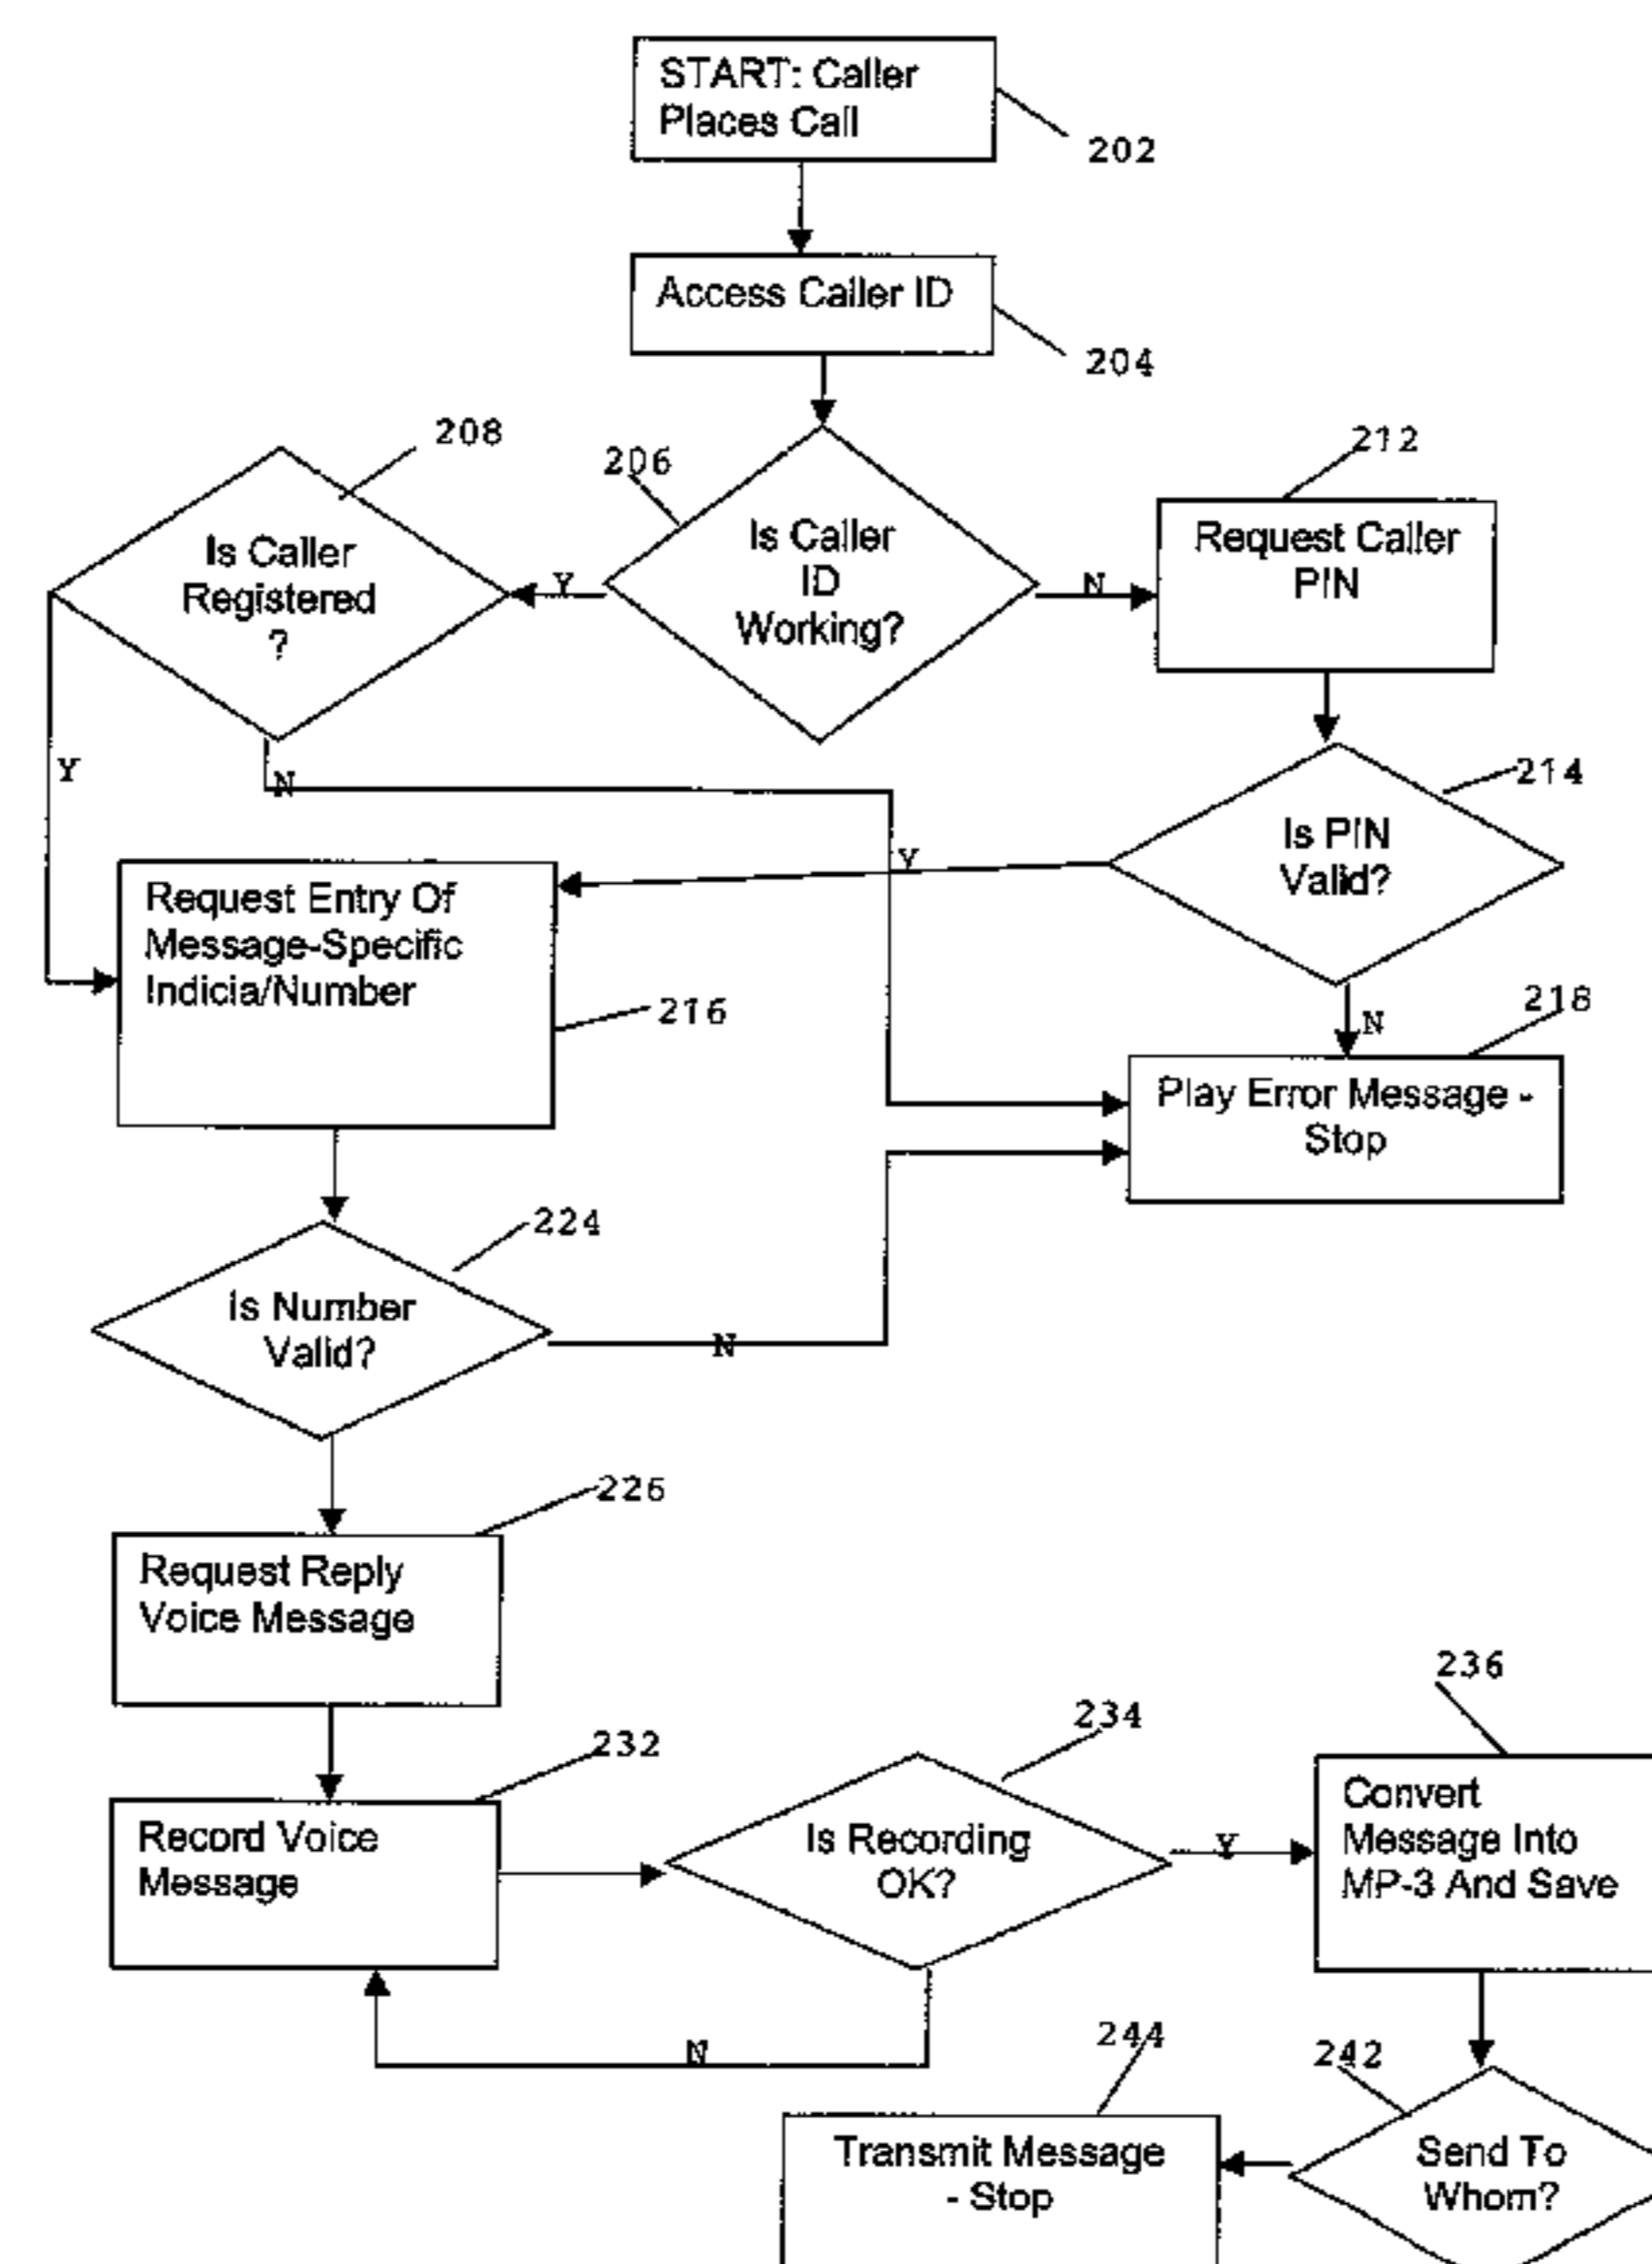 START: Caller
Places Call
202
Access Caller ID
204
208
206
212
Is Caller
Registered
?
Y
Is Caller
ID
Working?
N
Request Caller
PIN
Y
N
214
Is PIN
Valid?
Y
Request Entry Of
Message-Specific
Indicia/Number
216
N
218
Play Error Message -
Stop
224
Is Number
Valid?
N
226
Request Reply
Voice Message
232
Record Voice
Message
234
Is Recording
OK?
Y
236
Convert
Message Into
MP-3 And Save
N
244
242
Transmit Message
- Stop
Send To
Whom?